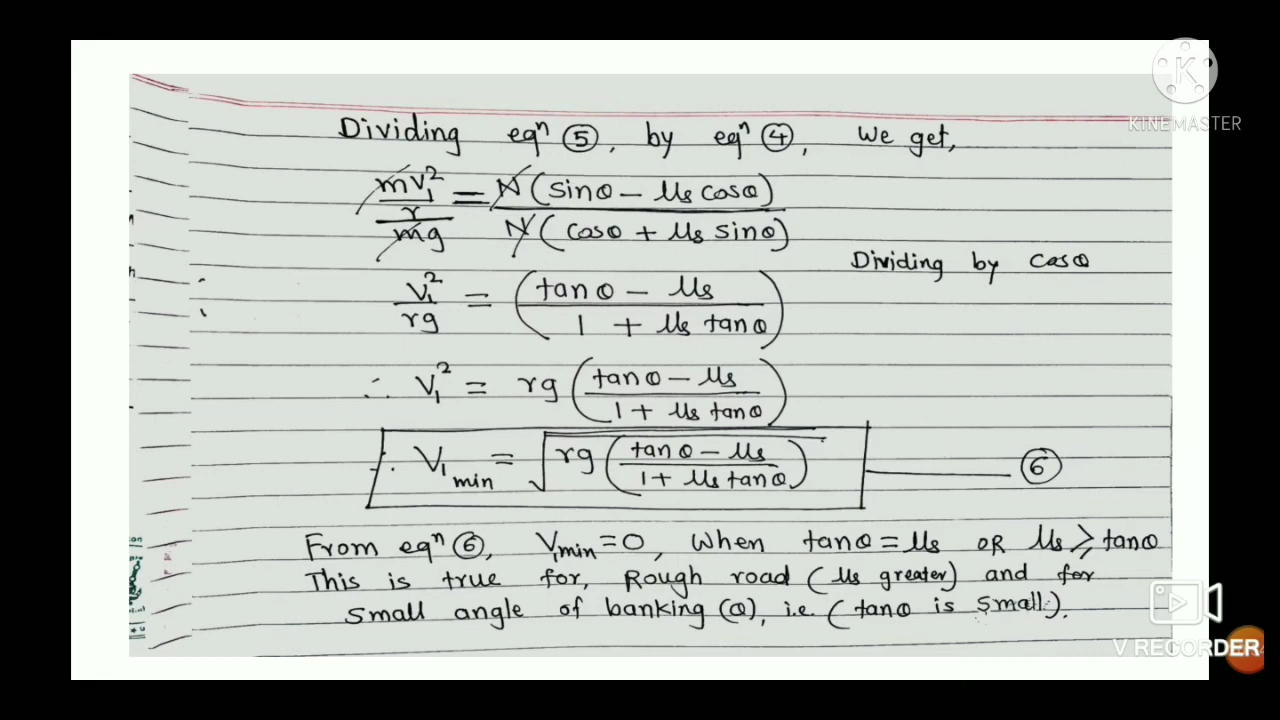 Dividing eqⁿ ⑤, by eqⁿ ④, we get,
(mv₁²/r)/(mg) = N(sinθ − μs cosθ)/N(cosθ + μs sinθ)
Dividing by cosθ
∴ v₁²/rg = (tanθ − μs)/(1 + μs tanθ)
∴ v₁² = rg ((tanθ − μs)/(1 + μs tanθ))
∴ V₁ min = √(rg ((tanθ − μs)/(1 + μs tanθ))) ⑥
From eqⁿ ⑥, V₁min = 0, when tanθ = μs OR μs ⩾ tanθ
This is true for, Rough road (μs greater) and for
small angle of banking (θ), i.e. (tanθ is small).
KINEMASTER
V RECORDER